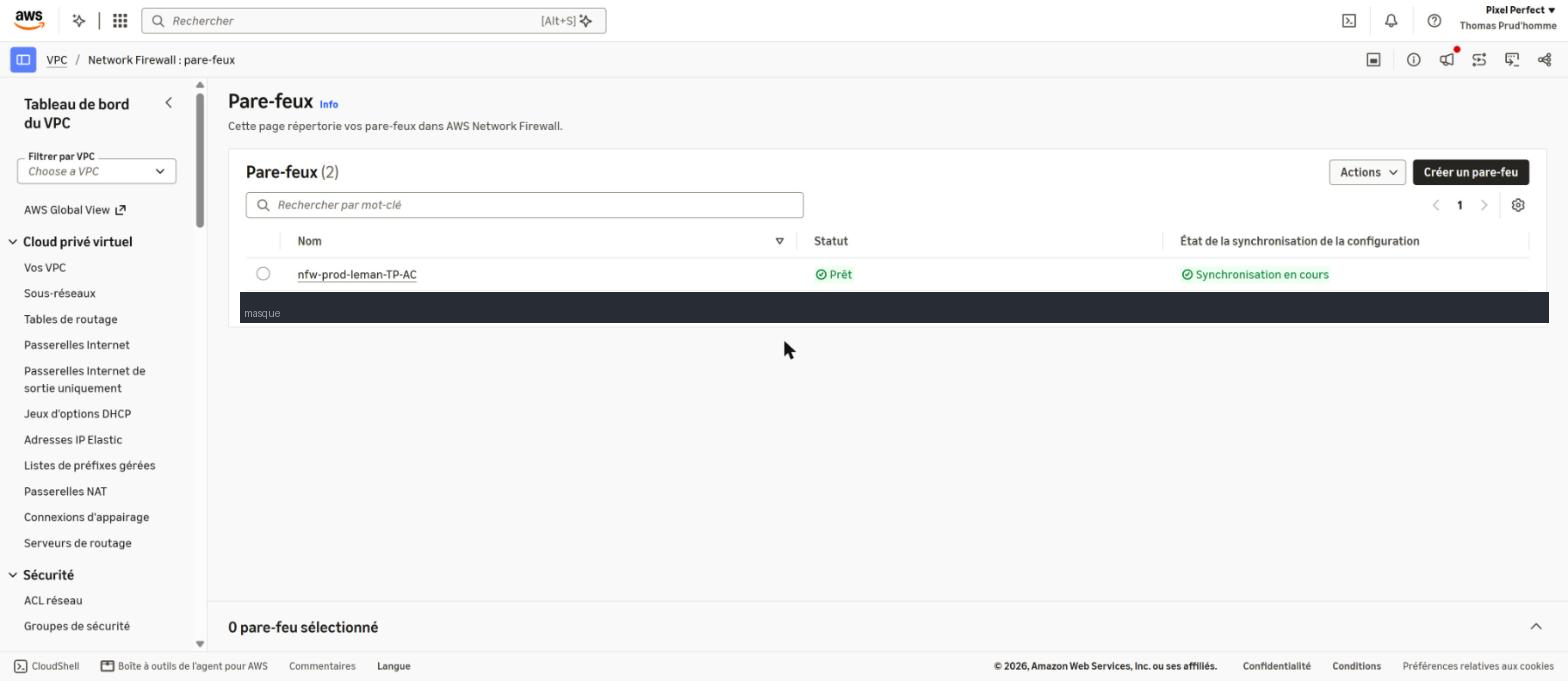 aws
Rechercher
[Alt+S]
Pixel Perfect
Thomas Prud'homme
VPC / Network Firewall : pare-feux
Tableau de bord
du VPC
Filtrer par VPC
Choose a VPC
AWS Global View
Cloud privé virtuel
Vos VPC
Sous-réseaux
Tables de routage
Passerelles Internet
Passerelles Internet de
sortie uniquement
Jeux d'options DHCP
Adresses IP Elastic
Listes de préfixes gérées
Passerelles NAT
Connexions d'appairage
Serveurs de routage
Sécurité
ACL réseau
Groupes de sécurité
Pare-feux Info
Cette page répertorie vos pare-feux dans AWS Network Firewall.
Pare-feux (2)
Actions
Créer un pare-feu
Rechercher par mot-clé
1
Nom
Statut
État de la synchronisation de la configuration
nfw-prod-leman-TP-AC
Prêt
Synchronisation en cours
masque
0 pare-feu sélectionné
CloudShell
Boîte à outils de l'agent pour AWS
Commentaires
Langue
© 2026, Amazon Web Services, Inc. ou ses affiliés.
Confidentialité
Conditions
Préférences relatives aux cookies